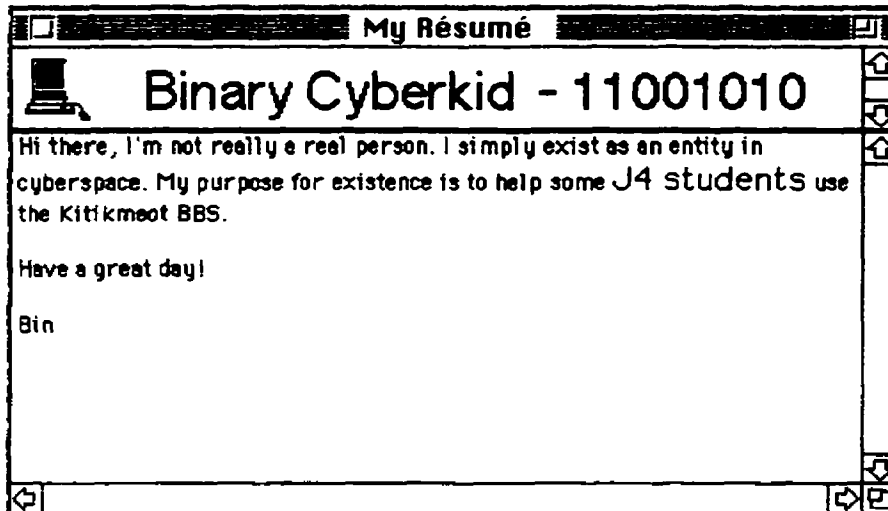 My Résumé
Binary Cyberkid - 11001010
Hi there, I'm not really a real person. I simply exist as an entity in
cyberspace. My purpose for existence is to help some J4 students use
the Kitikmeot BBS.
Have a great day!
Bin